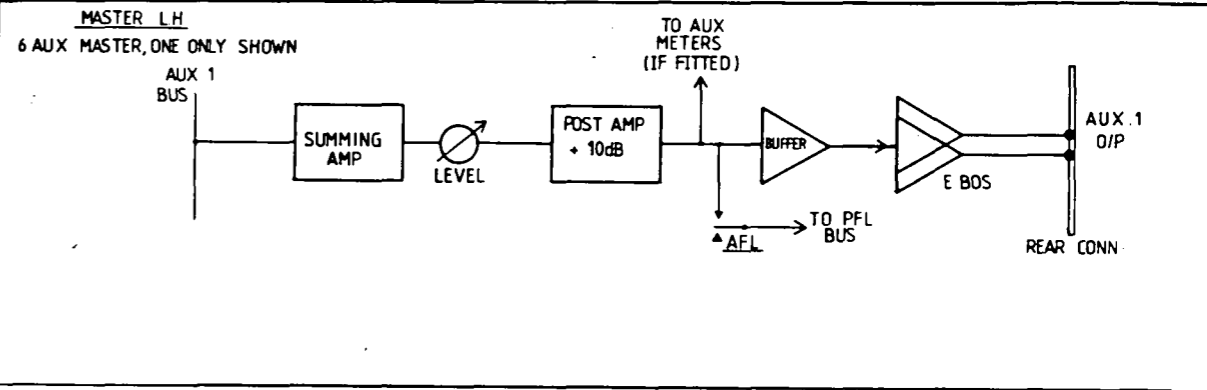 MASTER LH
6 AUX MASTER, ONE ONLY SHOWN
AUX 1
BUS
SUMMING
AMP
LEVEL
POST AMP
+ 10dB
TO AUX
METERS
(IF FITTED)
AFL
TO PFL
BUS
BUFFER
E BOS
AUX.1
O/P
REAR CONN